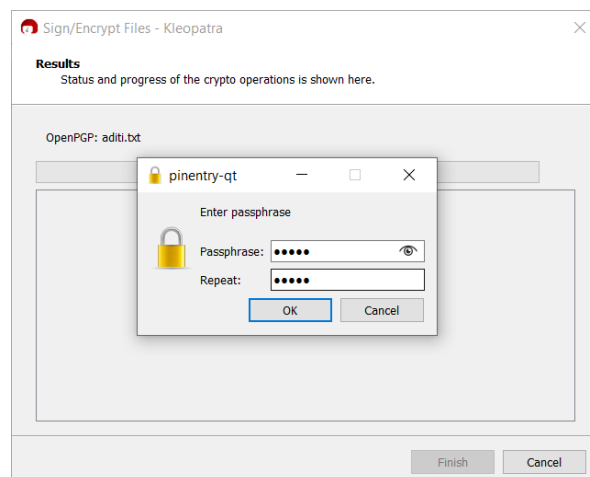 Sign/Encrypt Files - Kleopatra
Results
Status and progress of the crypto operations is shown here.
OpenPGP: aditi.txt
pinentry-qt
Enter passphrase
Passphrase: •••••
Repeat: •••••
OK Cancel
Finish Cancel